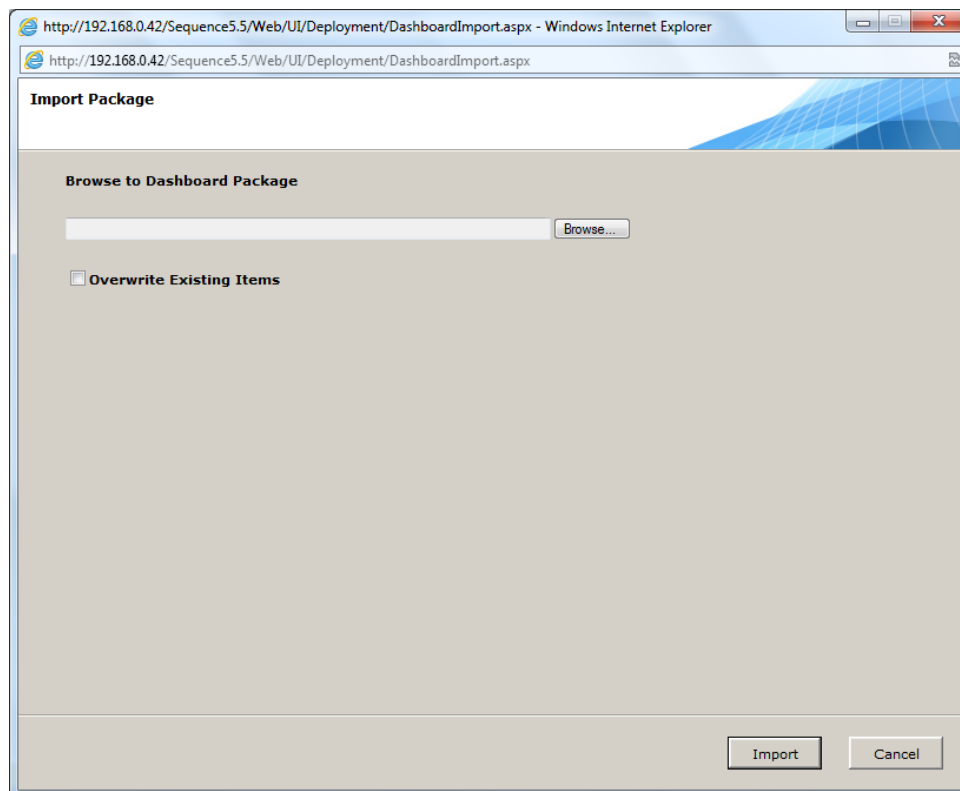 http://192.168.0.42/Sequence5.5/Web/UI/Deployment/DashboardImport.aspx - Windows Internet Explorer
http://192.168.0.42/Sequence5.5/Web/UI/Deployment/DashboardImport.aspx
Import Package
Browse to Dashboard Package
Browse...
Overwrite Existing Items
Import Cancel